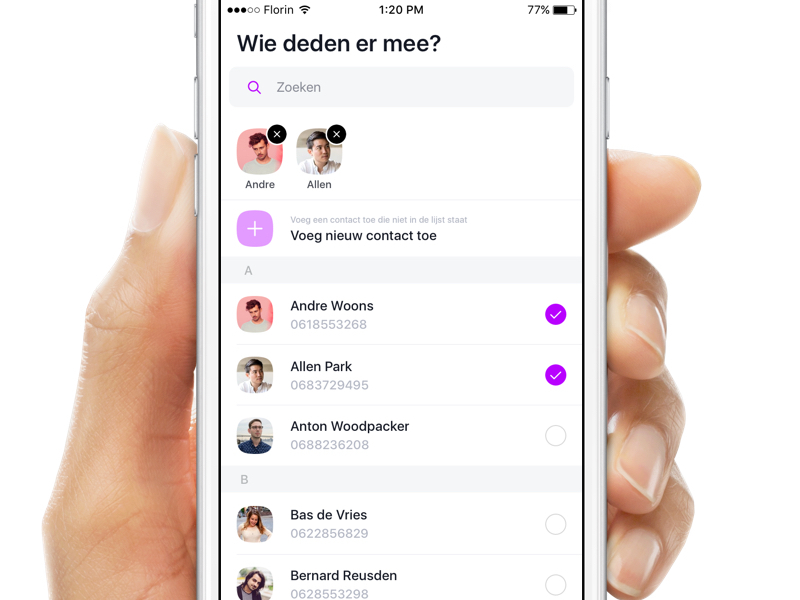 Florin 1:20 PM 77%
Wie deden er mee?
Zoeken
Andre Allen
Voeg een contact toe die niet in de lijst staat
Voeg nieuw contact toe
A
Andre Woons
0618553268
Allen Park
0683729495
Anton Woodpacker
0688236208
B
Bas de Vries
0622856829
Bernard Reusden
0628553298